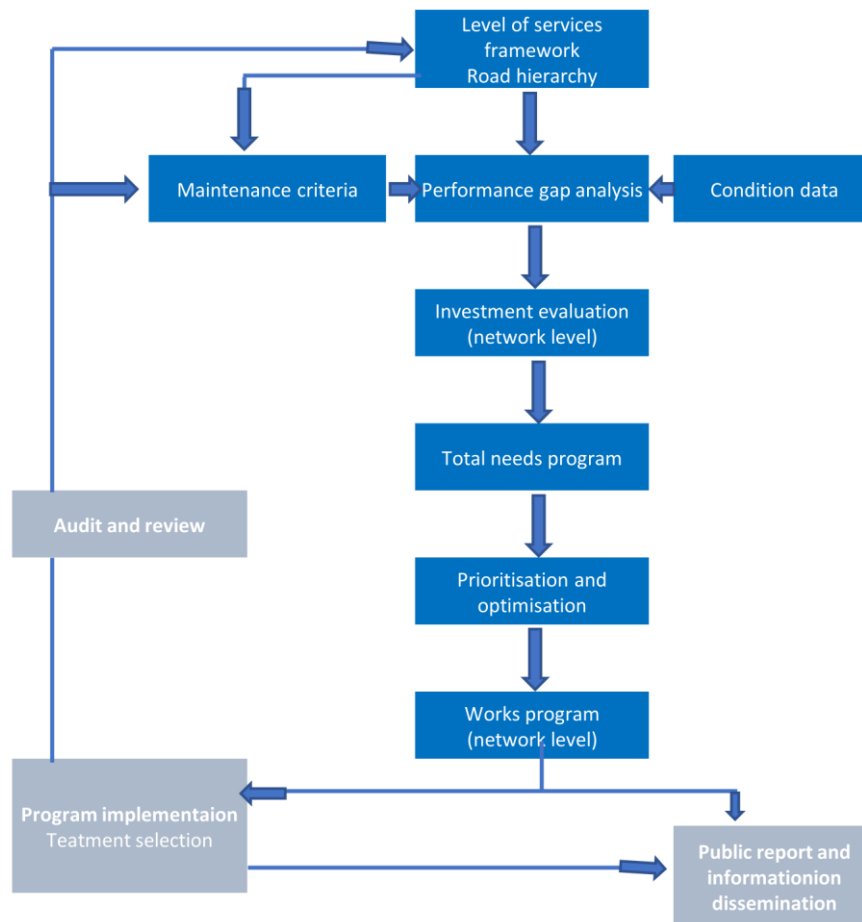 Level of services
framework
Road hierarchy
Maintenance criteria
Performance gap analysis
Condition data
Investment evaluation
(network level)
Total needs program
Audit and review
Prioritisation and
optimisation
Works program
(network level)
Program implementaion
Teatment selection
Public report and
informationion
dissemination